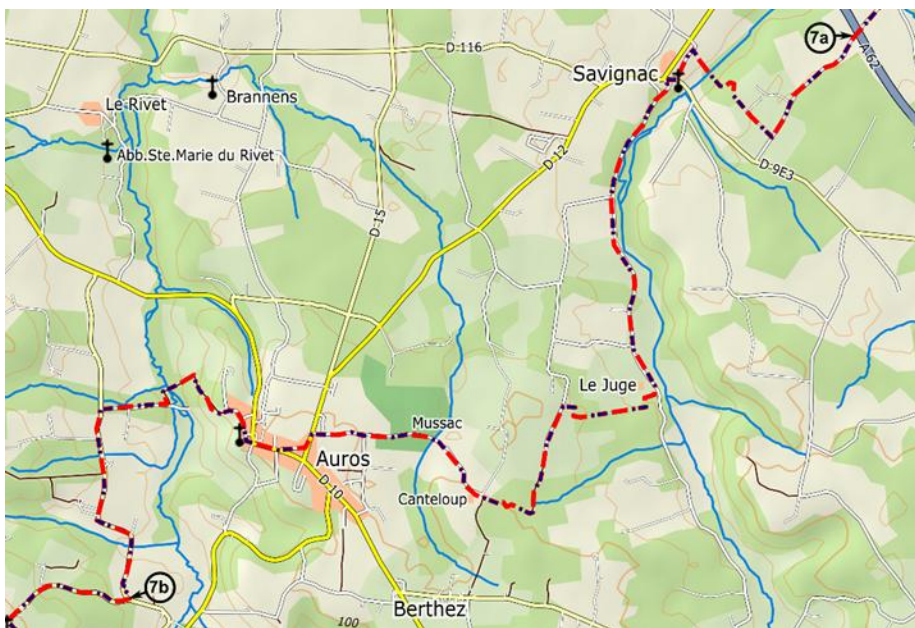 7a
A 62
D 116
Savignac
Le Rivet
Brannens
D 12
Abb.Ste.Marie du Rivet
D-9E3
D-15
Le Juge
Mussac
Auros
D-10
Canteloup
7b
Berthez
100